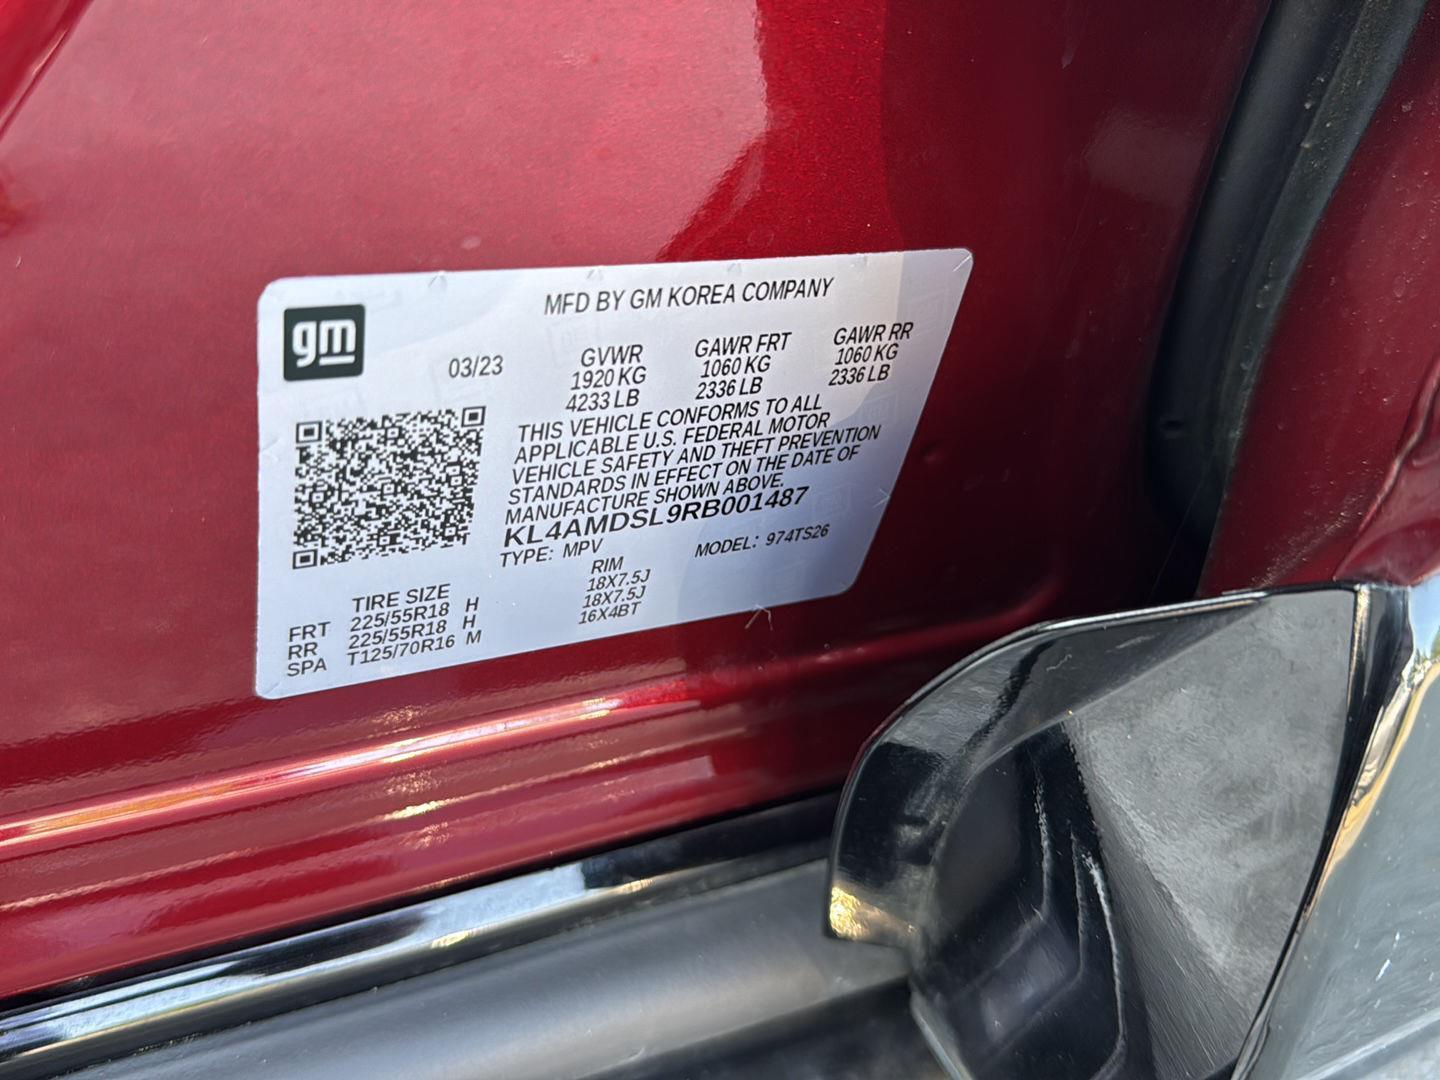 gm
MFD BY GM KOREA COMPANY
03/23
GVWR
1920 KG
4233 LB
GAWR FRT
1060 KG
2336 LB
GAWR RR
1060 KG
2336 LB
THIS VEHICLE CONFORMS TO ALL
APPLICABLE U.S. FEDERAL MOTOR
VEHICLE SAFETY AND THEFT PREVENTION
STANDARDS IN EFFECT ON THE DATE OF
MANUFACTURE SHOWN ABOVE.
KL4AMDSL9RB001487
TYPE: MPV MODEL: 974TS26
TIRE SIZE RIM
FRT 225/55R18 H 18X7.5J
RR 225/55R18 H 18X7.5J
SPA T125/70R16 M 16X4BT